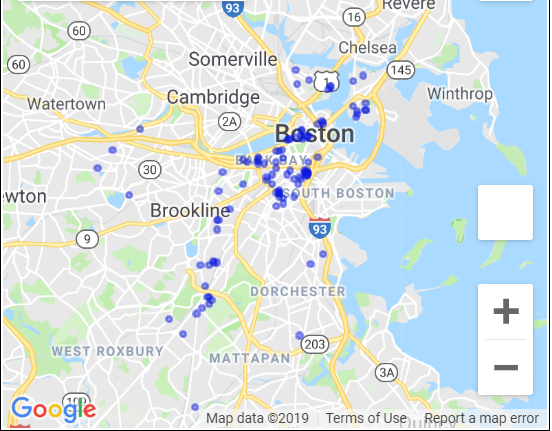 93
Revere
16
60
Chelsea
Somerville
60
1
145
Winthrop
Watertown
Cambridge
2A
Boston
BACK BAY
30
ewton
SOUTH BOSTON
Brookline
93
9
DORCHESTER
+
WEST ROXBURY
203
MATTAPAN
−
3A
109
Google
Map data ©2019
Terms of Use
Report a map error